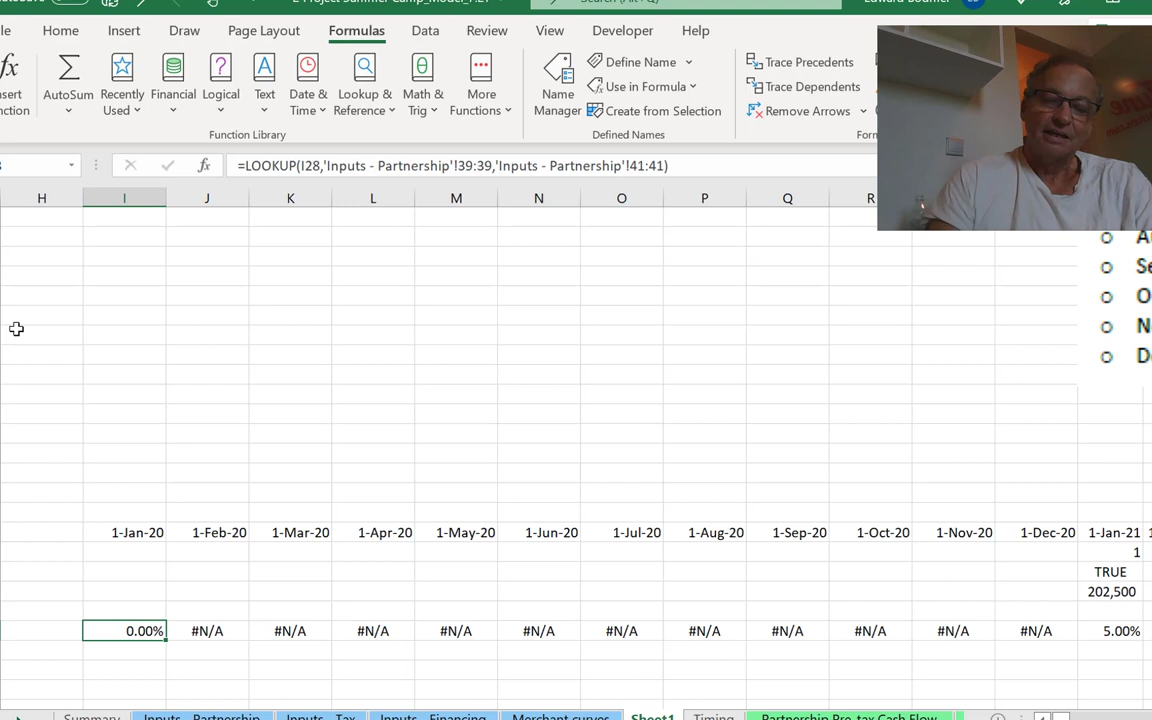 Home Insert Draw Page Layout Formulas Data Review View Developer Help
AutoSum Recently Used Financial Logical Text Date & Time Lookup & Reference Math & Trig More Functions
Function Library
Name Manager
Define Name
Use in Formula
Create from Selection
Defined Names
Trace Precedents
Trace Dependents
Remove Arrows
fx =LOOKUP(I28,'Inputs - Partnership'!39:39,'Inputs - Partnership'!41:41)
H I J K L M N O P Q R
1-Jan-20 1-Feb-20 1-Mar-20 1-Apr-20 1-May-20 1-Jun-20 1-Jul-20 1-Aug-20 1-Sep-20 1-Oct-20 1-Nov-20 1-Dec-20 1-Jan-21
1
TRUE
202,500
0.00% #N/A #N/A #N/A #N/A #N/A #N/A #N/A #N/A #N/A #N/A #N/A 5.00%
Summary Inputs - Partnership Inputs - Tax Inputs - Financing Merchant curves Sheet1 Timing Partnership Pre-tax Cash Flow